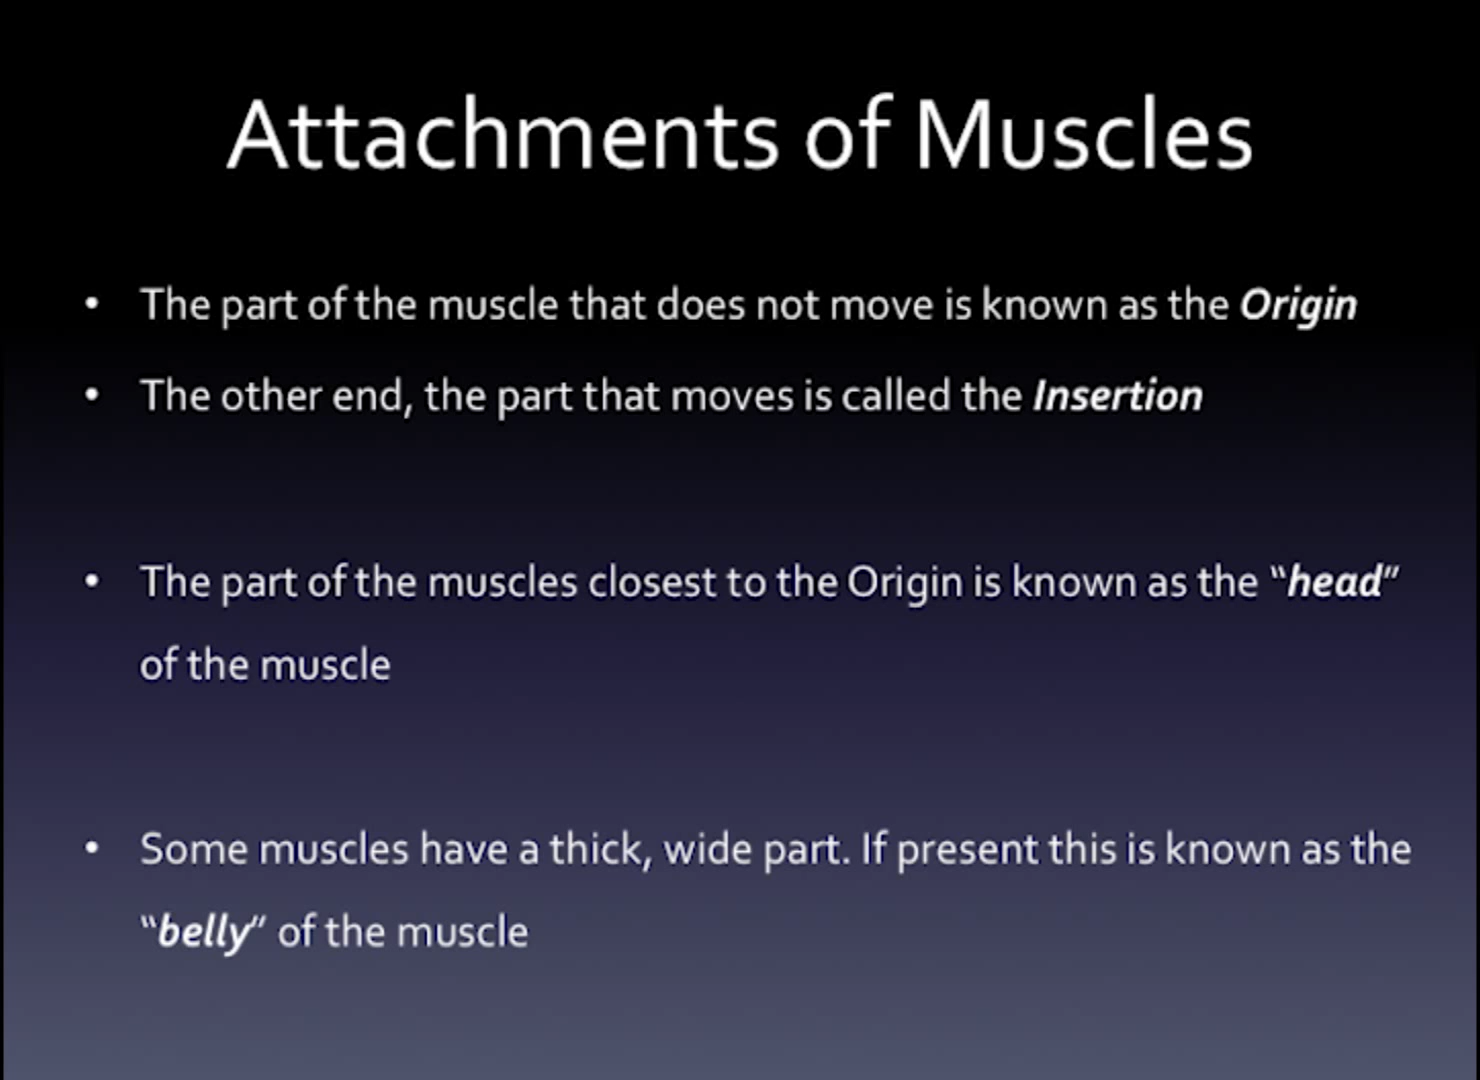 Attachments of Muscles
• The part of the muscle that does not move is known as the Origin
• The other end, the part that moves is called the Insertion
• The part of the muscles closest to the Origin is known as the “head”
of the muscle
• Some muscles have a thick, wide part. If present this is known as the
“belly” of the muscle